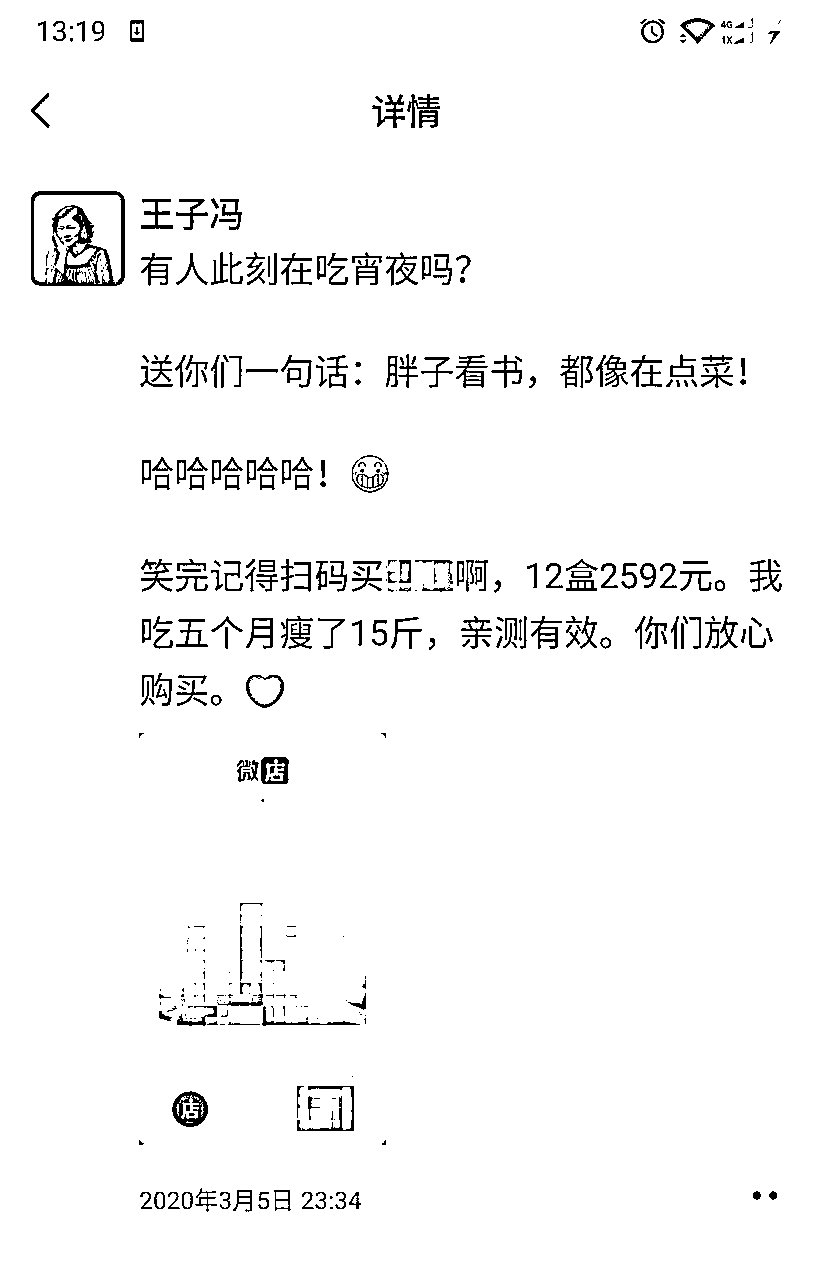 13:19
4G
1X
详情
王子冯
有人此刻在吃宵夜吗？
送你们一句话：胖子看书，都像在点菜！
哈哈哈哈哈！
笑完记得扫码买啊，12盒2592元。我
吃五个月瘦了15斤，亲测有效。你们放心
购买。
微店
店
2020年3月5日 23:34